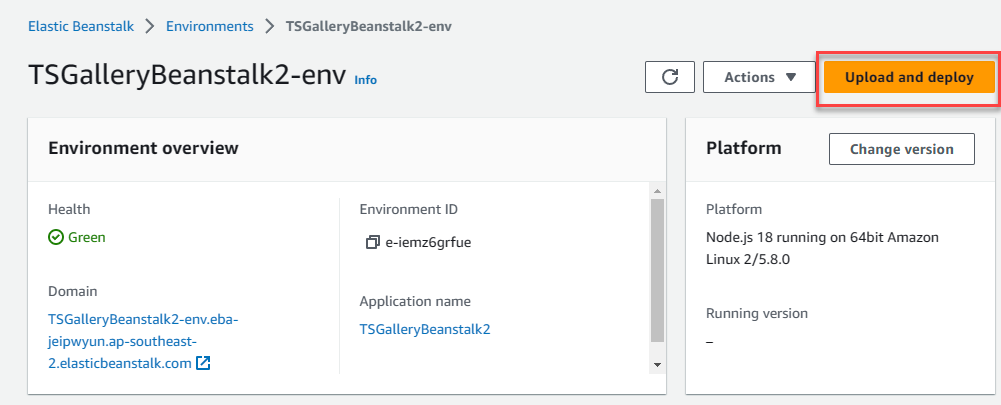 Elastic Beanstalk > Environments > TSGalleryBeanstalk2-env
TSGalleryBeanstalk2-env Info
Actions
Upload and deploy
Environment overview
Health
Green
Domain
TSGalleryBeanstalk2-env.eba-
jeipwyun.ap-southeast-
2.elasticbeanstalk.com
Environment ID
e-iemz6grfue
Application name
TSGalleryBeanstalk2
Platform
Change version
Platform
Node.js 18 running on 64bit Amazon
Linux 2/5.8.0
Running version
–